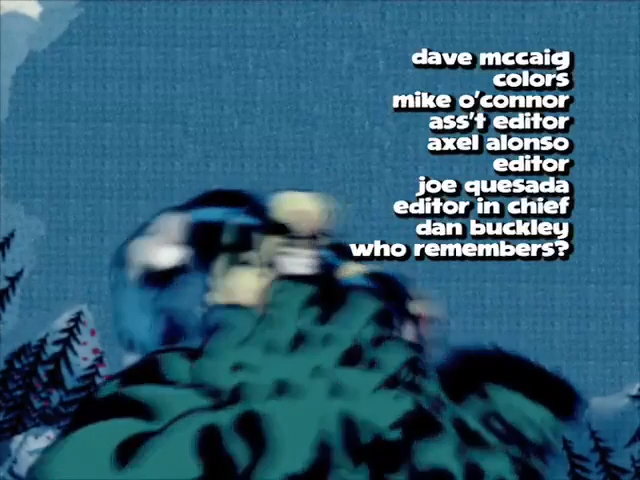 dave mccaig
colors
mike o'connor
ass't editor
axel alonso
editor
joe quesada
editor in chief
dan buckley
who remembers?